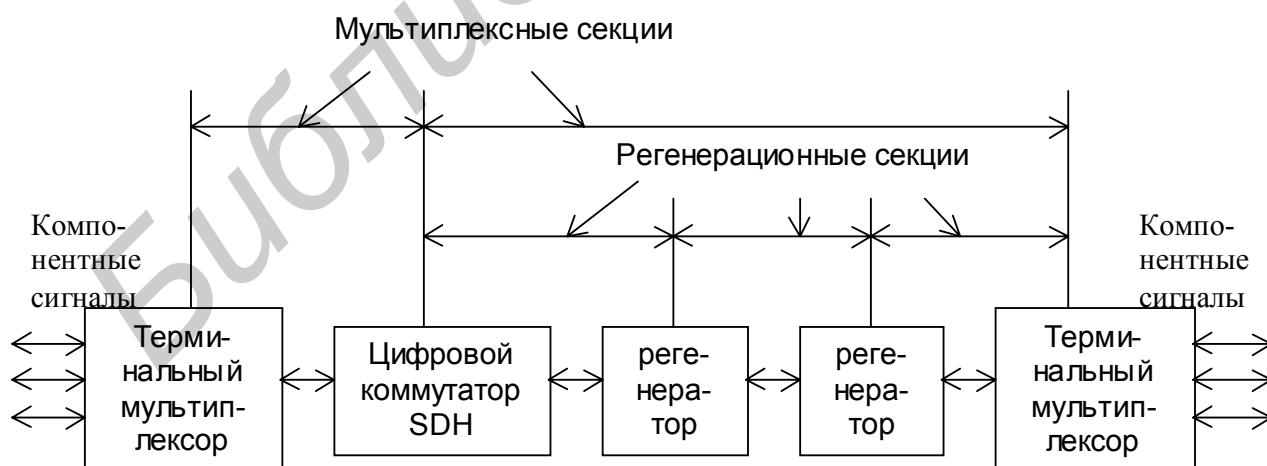 Мультиплексные секции
Регенерационные секции
Компо-
нентные
сигналы
Компо-
нентные
сигналы
Терми-
нальный
мультип-
лексор
Цифровой
коммутатор
SDH
регe-
нера-
тор
реге-
нера-
тор
Терми-
нальный
мультип-
лексор